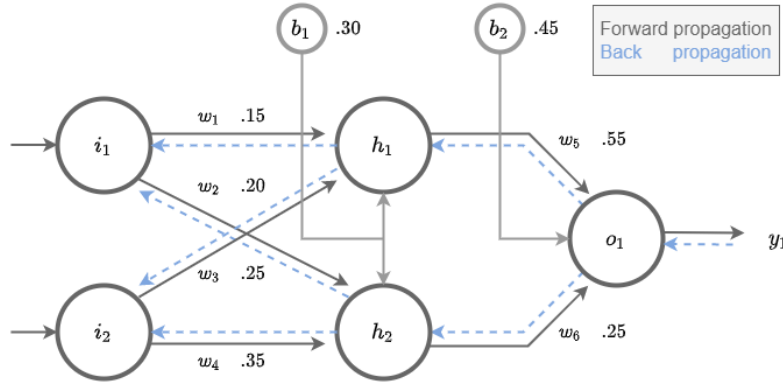 b₁ .30
b₂ .45
Forward propagation
Back propagation
w₁ .15
i₁
h₁
w₅ .55
w₂ .20
o₁
y₁
w₃ .25
i₂
h₂
w₆ .25
w₄ .35